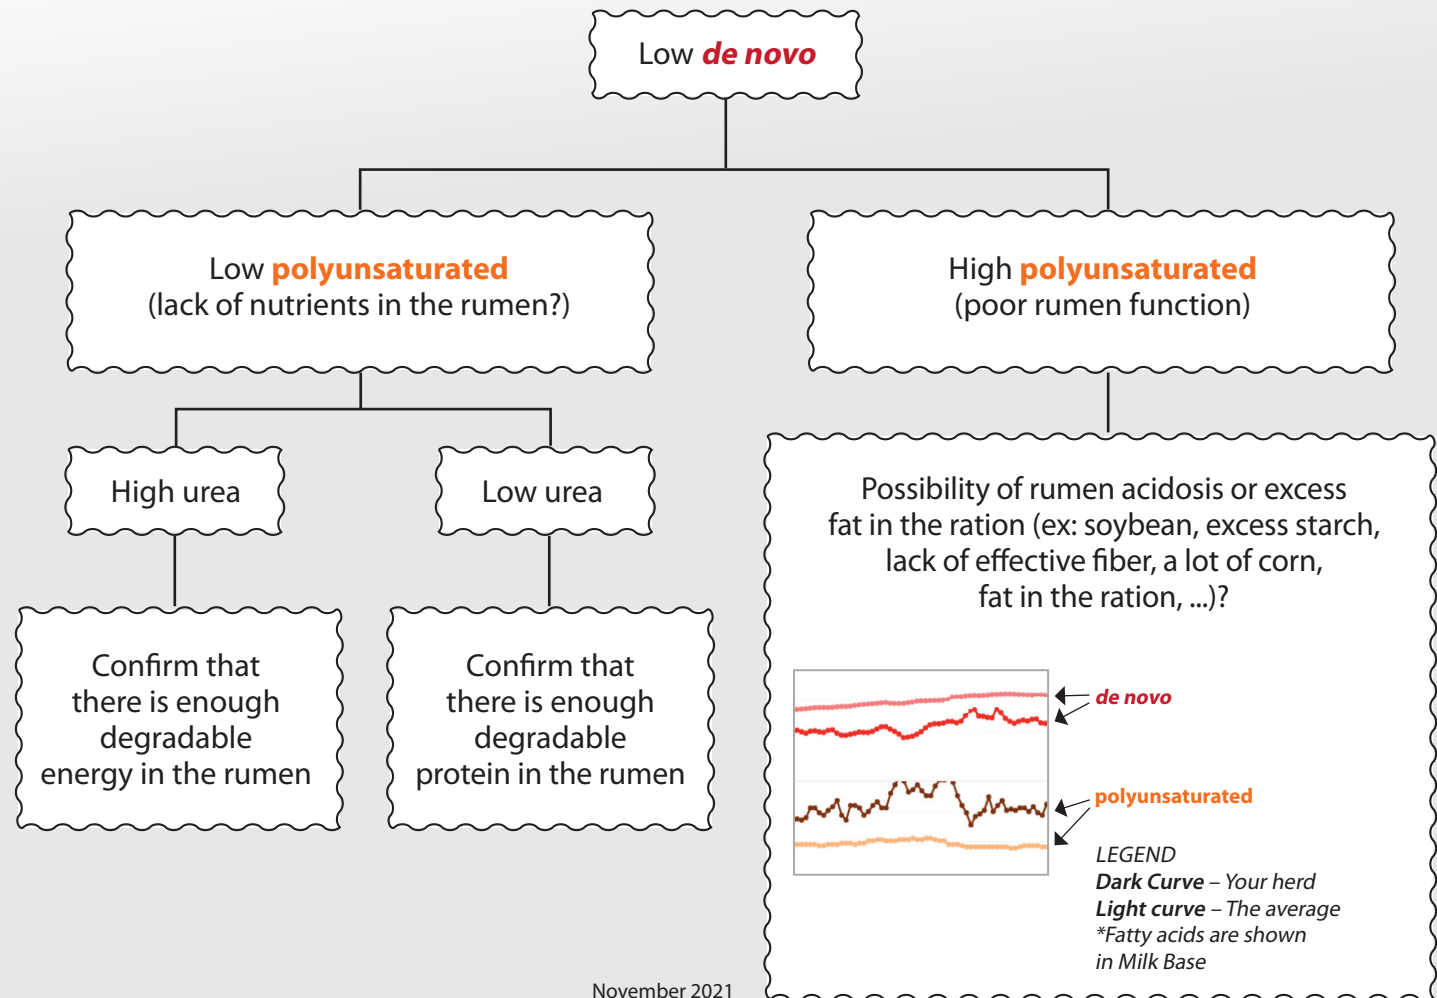 Low de novo
Low polyunsaturated
(lack of nutrients in the rumen?)
High polyunsaturated
(poor rumen function)
High urea
Low urea
Confirm that
there is enough
degradable
energy in the rumen
Confirm that
there is enough
degradable
protein in the rumen
Possibility of rumen acidosis or excess
fat in the ration (ex: soybean, excess starch,
lack of effective fiber, a lot of corn,
fat in the ration, ...)?
de novo
polyunsaturated
LEGEND
Dark Curve – Your herd
Light curve – The average
*Fatty acids are shown
in Milk Base
November 2021